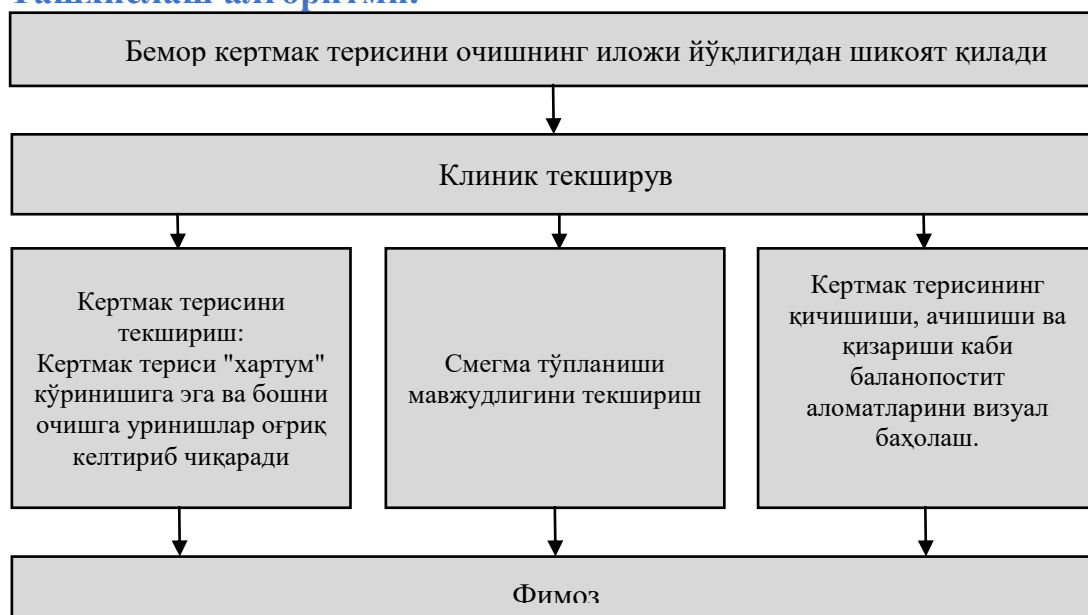 Ташхислаш алгоритми:
Бемор кертмак терисини очишнинг иложи йўқлигидан шикоят қилади
Клиник текширув
Кертмак терисини
текшириш:
Кертмак териси "хартум"
кўринишига эга ва бошни
очишга уринишлар оғриқ
келтириб чиқаради
Смегма тўпланиши
мавжудлигини текшириш
Кертмак терисининг
қичишиши, ачишиши ва
қизариши каби
баланопостит
аломатларини визуал
баҳолаш.
Фимоз